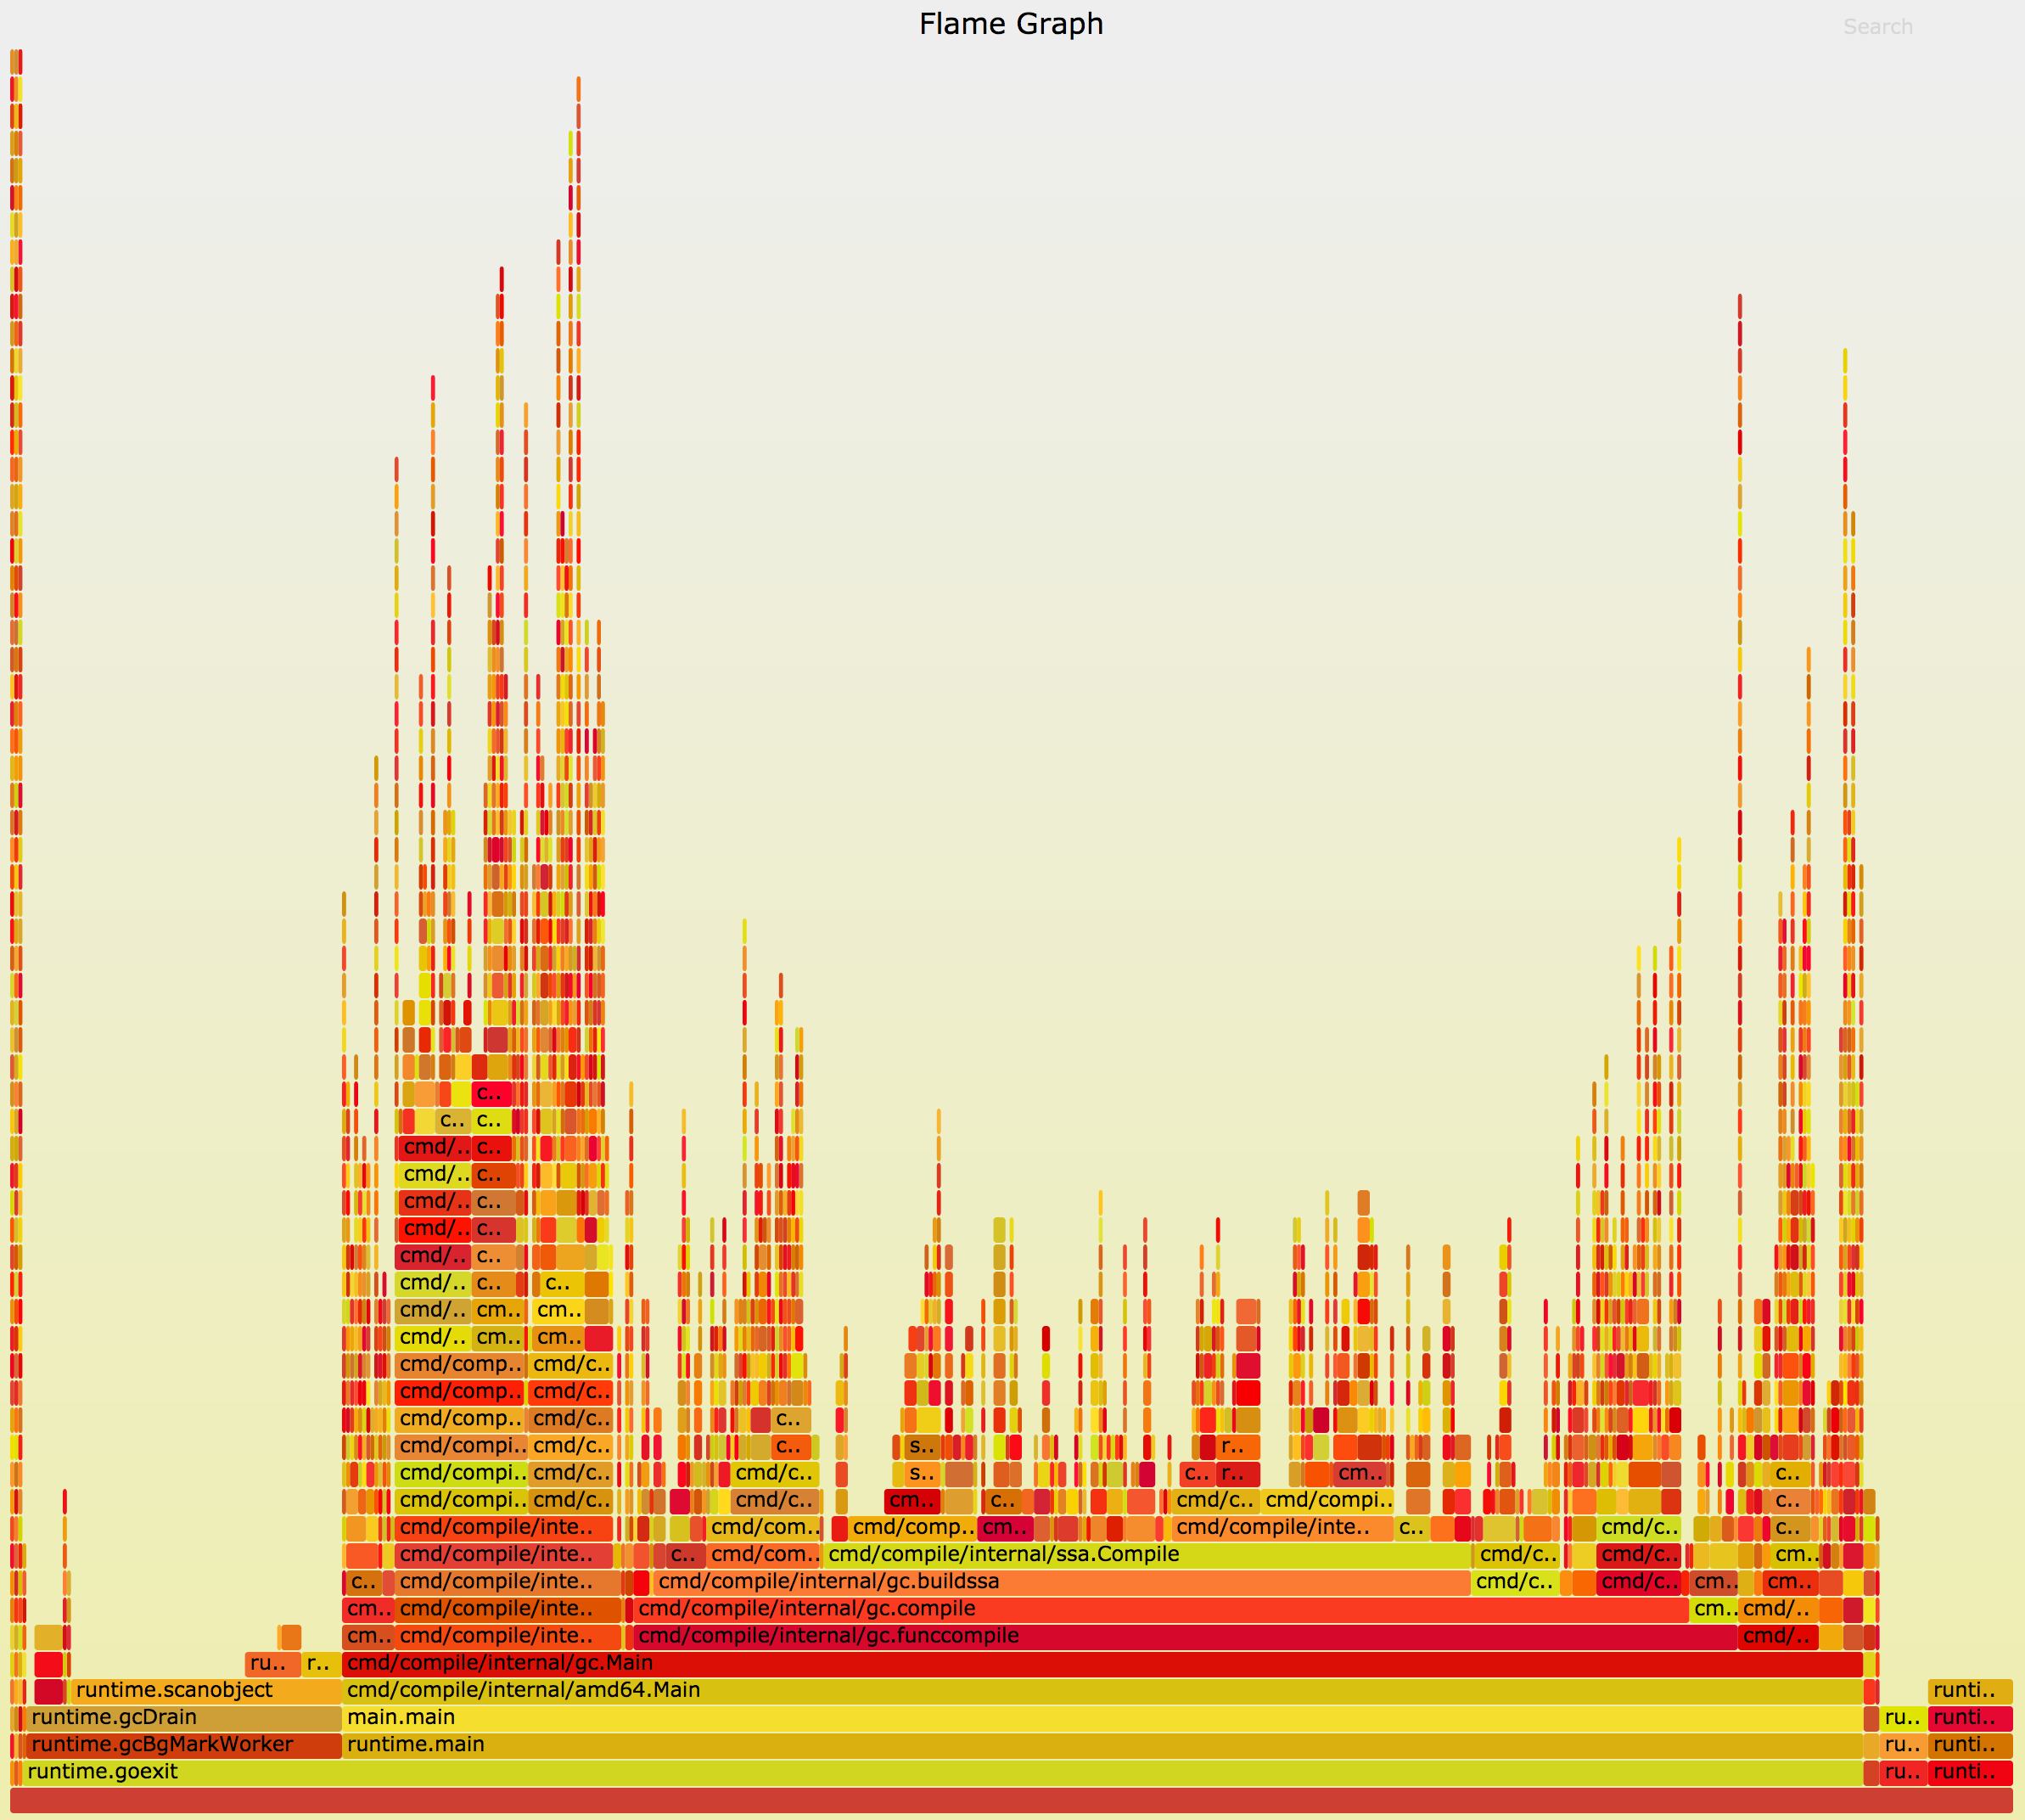 Flame Graph
Search
c..
c.. c..
cmd/.. c..
cmd/.. c..
cmd/.. c..
cmd/.. c..
cmd/.. c..
cmd/.. c.. c..
cmd/.. cm.. cm..
cmd/.. cm.. cm..
cmd/comp.. cmd/c..
cmd/comp.. cmd/c..
cmd/comp.. cmd/c.. c..
cmd/compi.. cmd/c.. c.. s.. r..
cmd/compi.. cmd/c.. cmd/c.. s.. c.. r.. cm.. c..
cmd/compi.. cmd/c.. cmd/c.. cm.. c.. cmd/c.. cmd/compi.. c..
cmd/compile/inte.. cmd/com.. cmd/comp.. cm.. cmd/compile/inte.. c.. cmd/c.. c..
cmd/compile/inte.. c.. cmd/com.. cmd/compile/internal/ssa.Compile cmd/c.. cmd/c.. cm..
c.. cmd/compile/inte.. cmd/compile/internal/gc.buildssa cmd/c.. cmd/c.. cm.. cm..
cm.. cmd/compile/inte.. cmd/compile/internal/gc.compile cm.. cmd/..
cm.. cmd/compile/inte.. cmd/compile/internal/gc.funccompile cmd/..
ru.. r.. cmd/compile/internal/gc.Main
runtime.scanobject cmd/compile/internal/amd64.Main runti..
runtime.gcDrain main.main ru.. runti..
runtime.gcBgMarkWorker runtime.main ru.. runti..
runtime.goexit ru.. runti..